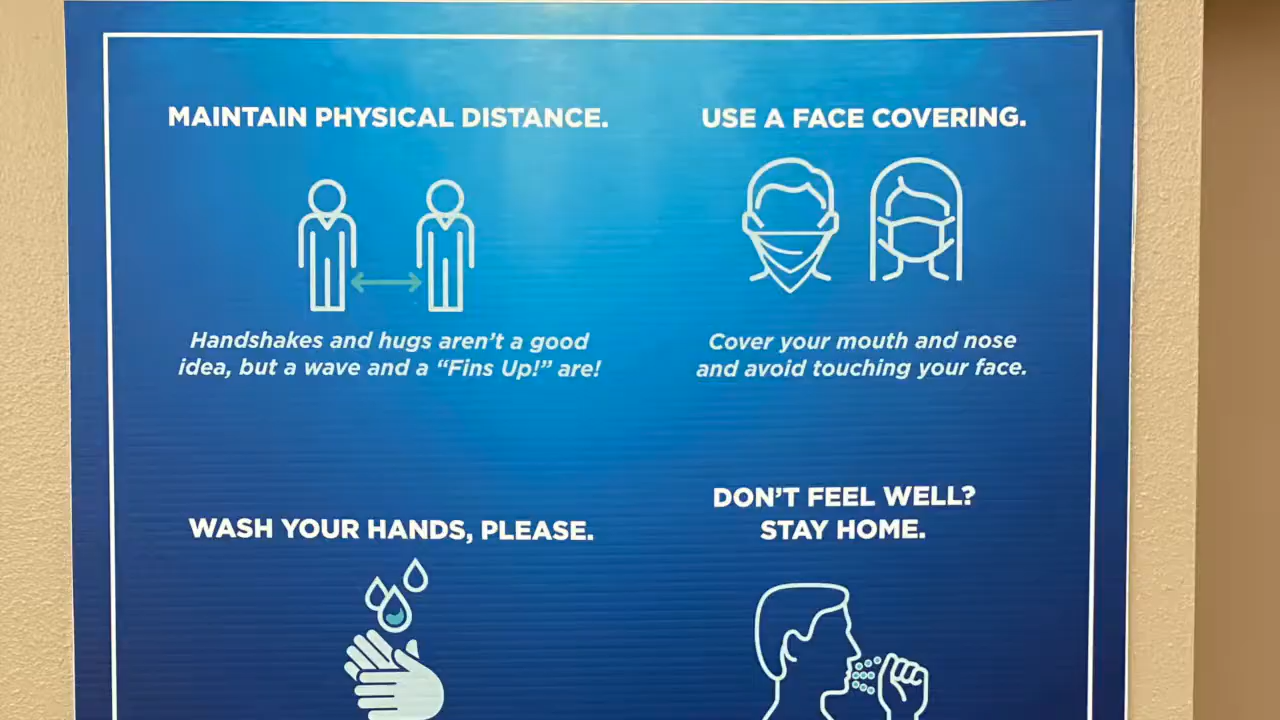 MAINTAIN PHYSICAL DISTANCE.
Handshakes and hugs aren't a good
idea, but a wave and a “Fins Up!” are!
USE A FACE COVERING.
Cover your mouth and nose
and avoid touching your face.
WASH YOUR HANDS, PLEASE.
DON'T FEEL WELL?
STAY HOME.